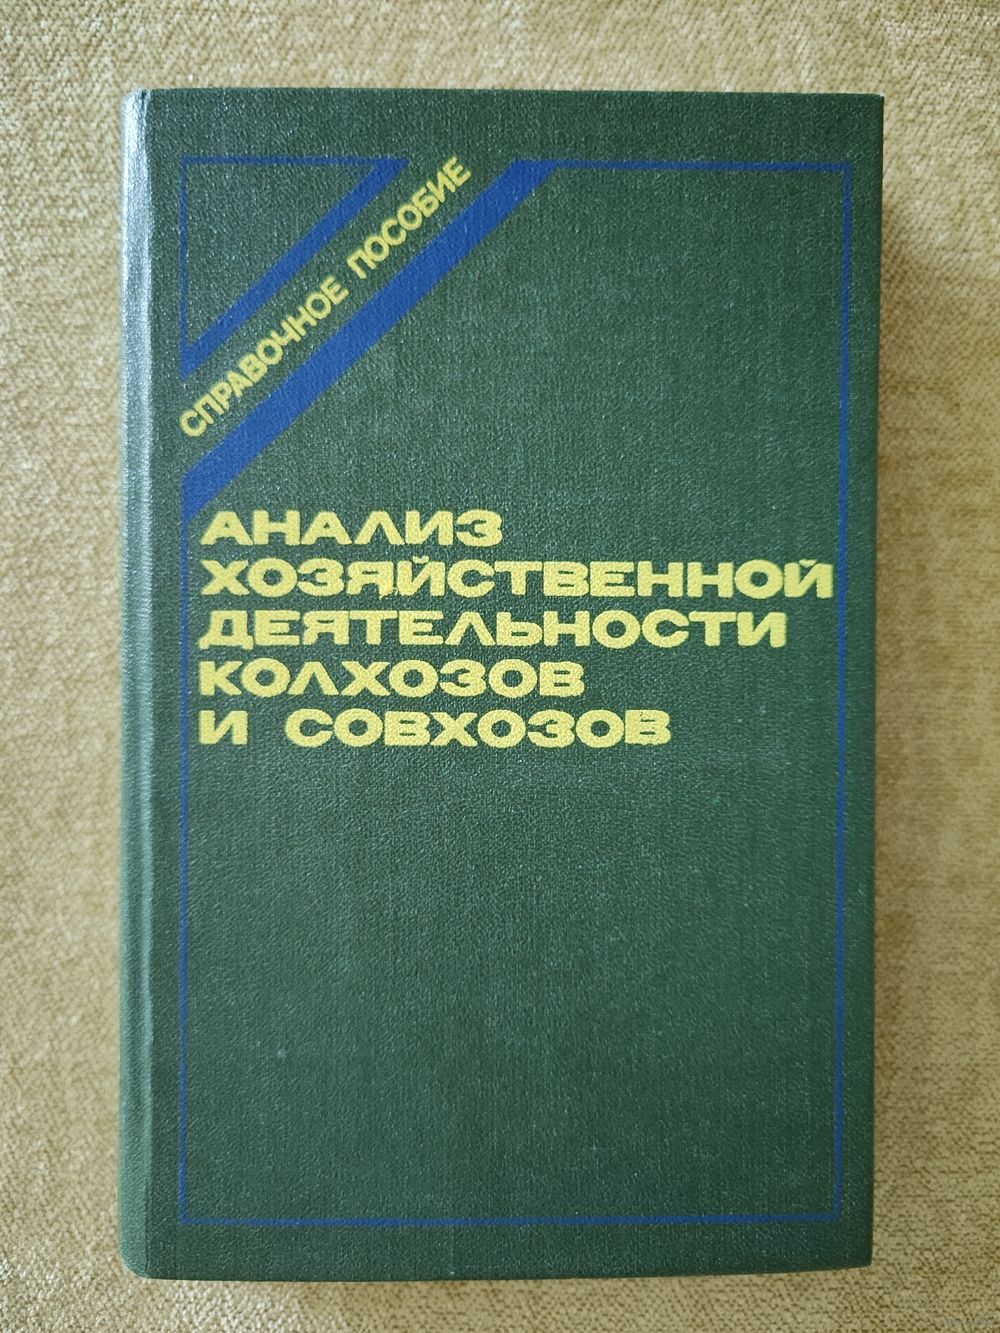 СПРАВОЧНОЕ ПОСОБИЕ
АНАЛИЗ
ХОЗЯЙСТВЕННОЙ
ДЕЯТЕЛЬНОСТИ
КОЛХОЗОВ
И СОВХОЗОВ